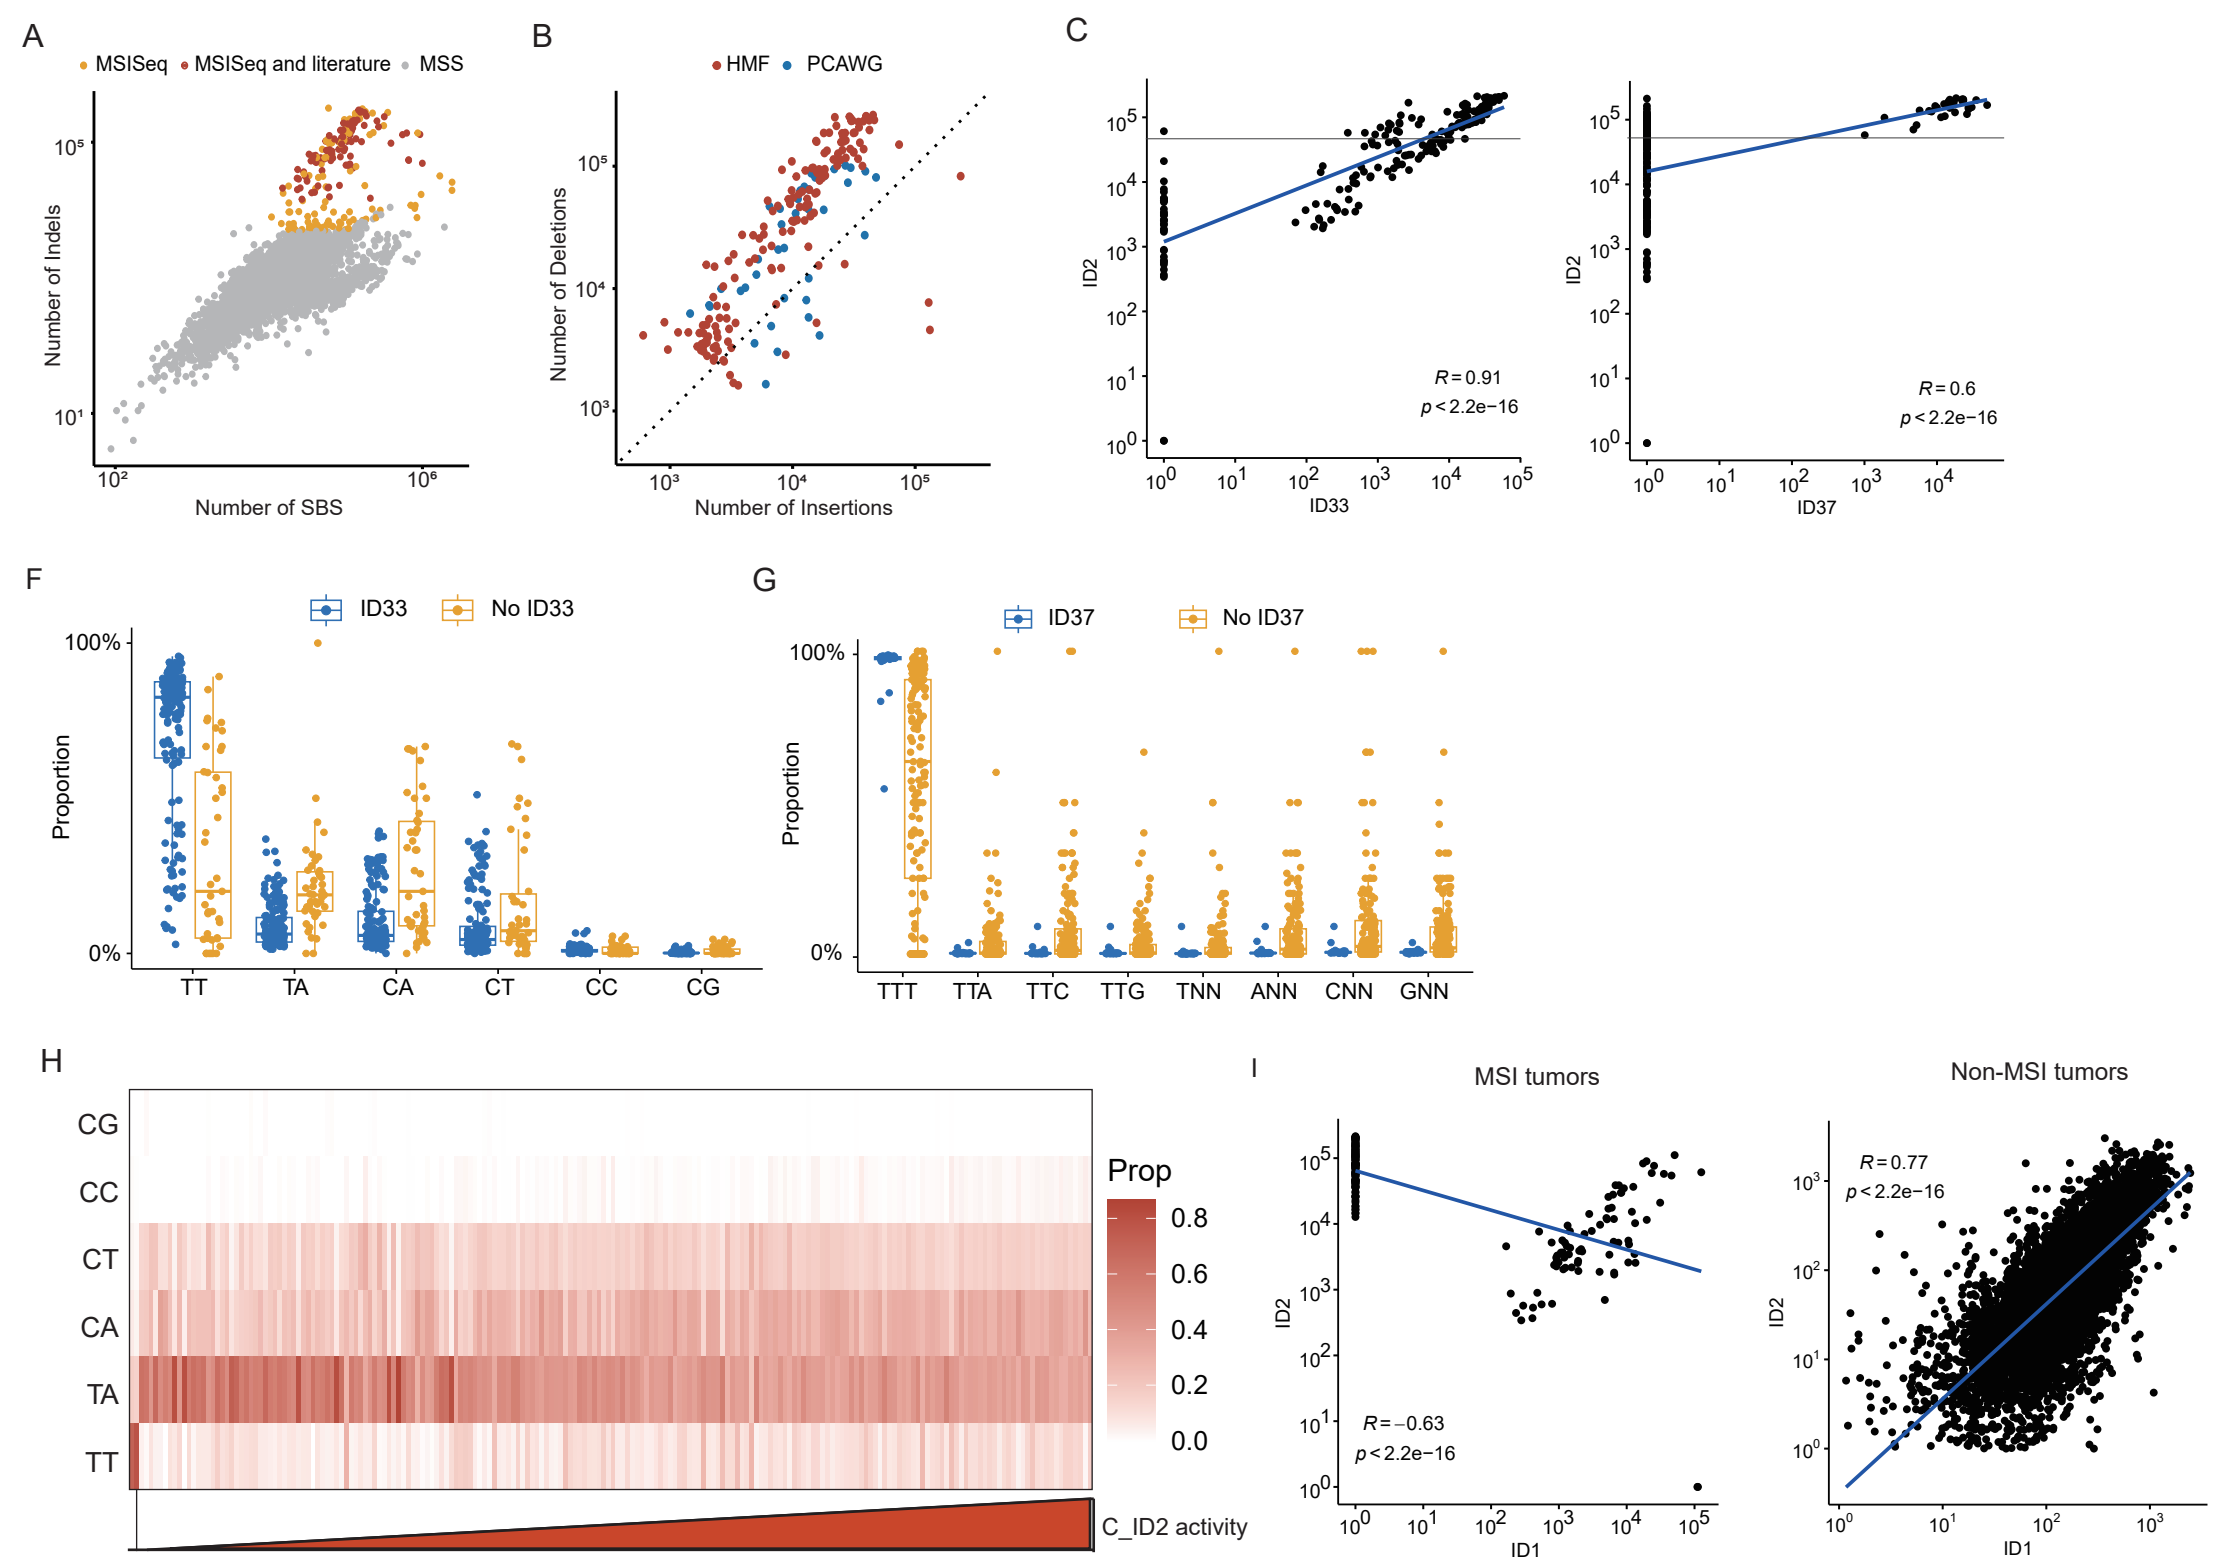 A
MSISeq MSISeq and literature MSS
Number of Indels
10⁵
10¹
10² 10⁶
Number of SBS
B
HMF PCAWG
Number of Deletions
10⁵
10⁴
10³
10³ 10⁴ 10⁵
Number of Insertions
C
ID2
10⁵
10⁴
10³
10²
10¹
10⁰
R = 0.91
p < 2.2e−16
10⁰ 10¹ 10² 10³ 10⁴ 10⁵
ID33
ID2
10⁵
10⁴
10³
10²
10¹
10⁰
R = 0.6
p < 2.2e−16
10⁰ 10¹ 10² 10³ 10⁴
ID37
F
ID33 No ID33
Proportion
100%
0%
TT TA CA CT CC CG
G
ID37 No ID37
Proportion
100%
0%
TTT TTA TTC TTG TNN ANN CNN GNN
H
CG
CC
CT
CA
TA
TT
Prop
0.8
0.6
0.4
0.2
0.0
C_ID2 activity
I
MSI tumors
ID2
10⁵
10⁴
10³
10²
10¹
10⁰
R = −0.63
p < 2.2e−16
10⁰ 10¹ 10² 10³ 10⁴ 10⁵
ID1
Non-MSI tumors
R = 0.77
p < 2.2e−16
ID2
10³
10²
10¹
10⁰
10⁰ 10¹ 10² 10³
ID1